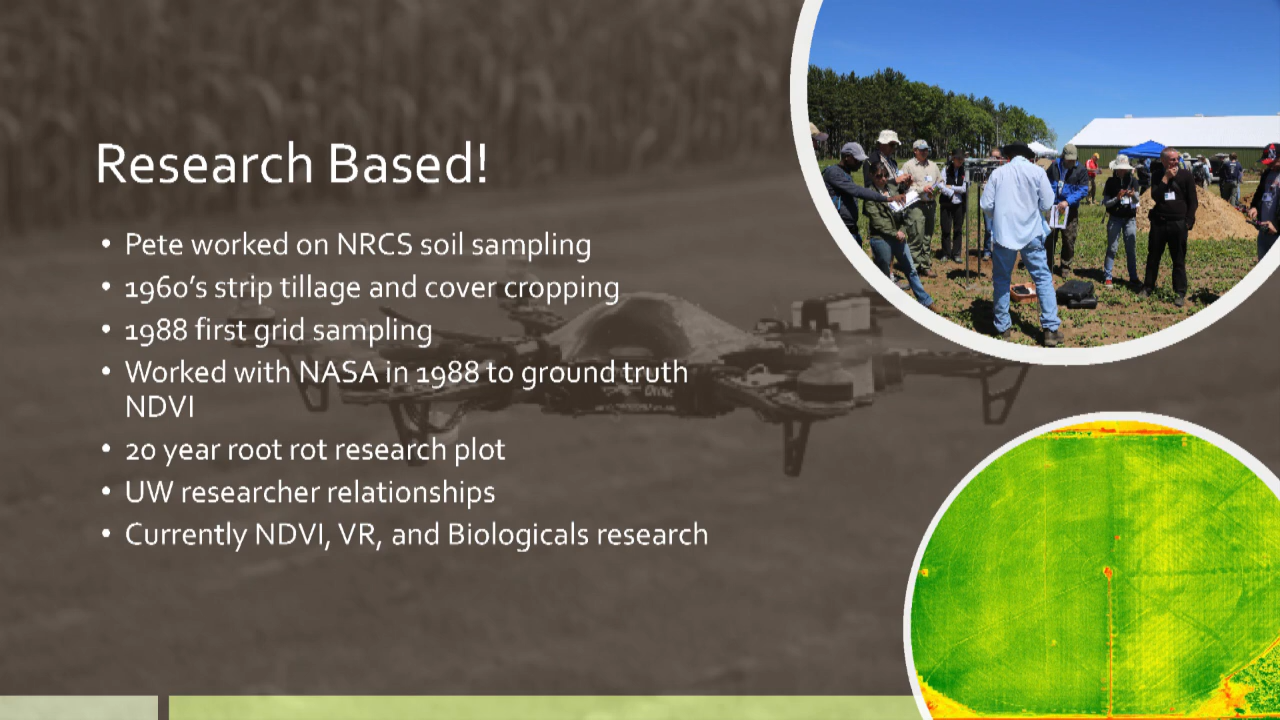 Research Based!
• Pete worked on NRCS soil sampling
• 1960's strip tillage and cover cropping
• 1988 first grid sampling
• Worked with NASA in 1988 to ground truth
NDVI
• 20 year root rot research plot
• UW researcher relationships
• Currently NDVI, VR, and Biologicals research